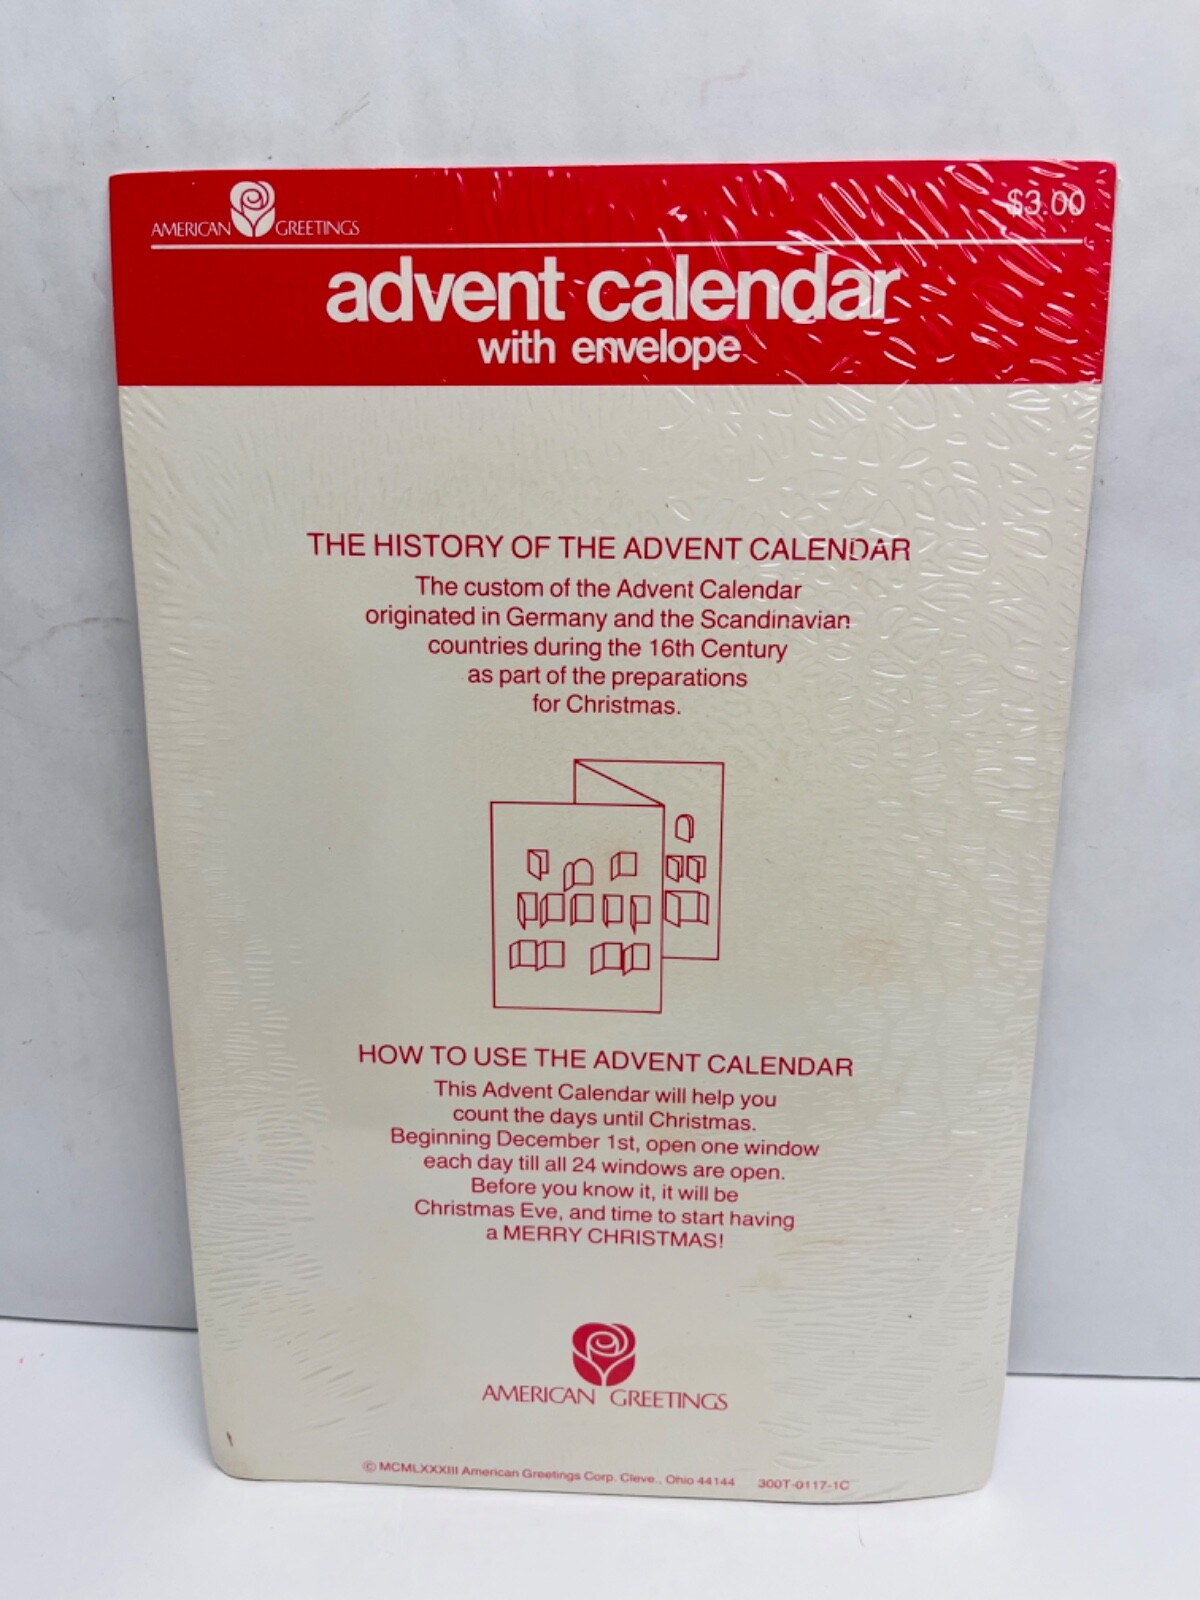 AMERICAN GREETINGS
$3.00
advent calendar
with envelope
THE HISTORY OF THE ADVENT CALENDAR
The custom of the Advent Calendar
originated in Germany and the Scandinavian
countries during the 16th Century
as part of the preparations
for Christmas.
HOW TO USE THE ADVENT CALENDAR
This Advent Calendar will help you
count the days until Christmas.
Beginning December 1st, open one window
each day till all 24 windows are open.
Before you know it, it will be
Christmas Eve, and time to start having
a MERRY CHRISTMAS!
AMERICAN GREETINGS
© MCMLXXXIII American Greetings Corp. Cleve., Ohio 44144 300T-0117-1C